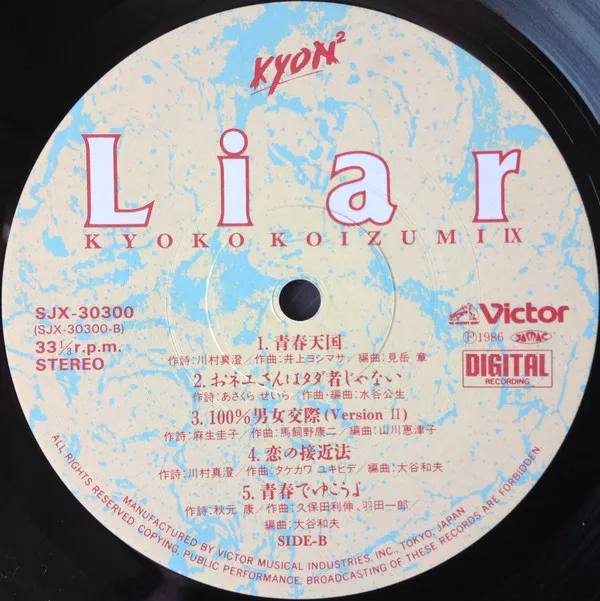 KYON²
Liar
KYOKO KOIZUMI IX
SJX-30300
(SJX-30300-B)
33 1/3 r.p.m.
STEREO
Victor
Ⓟ1986 JASRAC
DIGITAL
RECORDING
1. 青春天国
作詩:川村真澄/作曲:井上ヨシマサ/編曲:見岳 章
2. おネエさんはタダ者じゃない
作詩:あさくら せいら/作曲・編曲:水谷公生
3. 100%男女交際 (Version II)
作詩:麻生圭子/作曲:馬飼野康二/編曲:山川恵津子
4. 恋の接近法
作詩:川村真澄/作曲:タケカワ ユキヒデ/編曲:大谷和夫
5. 青春でゆこうよ
作詩:秋元 康/作曲:久保田利伸、羽田一郎/
編曲:大谷和夫
SIDE-B
MANUFACTURED BY VICTOR MUSICAL INDUSTRIES, INC., TOKYO, JAPAN.
ALL RIGHTS RESERVED. COPYING, PUBLIC PERFORMANCE, BROADCASTING OF THESE RECORDS ARE FORBIDDEN.